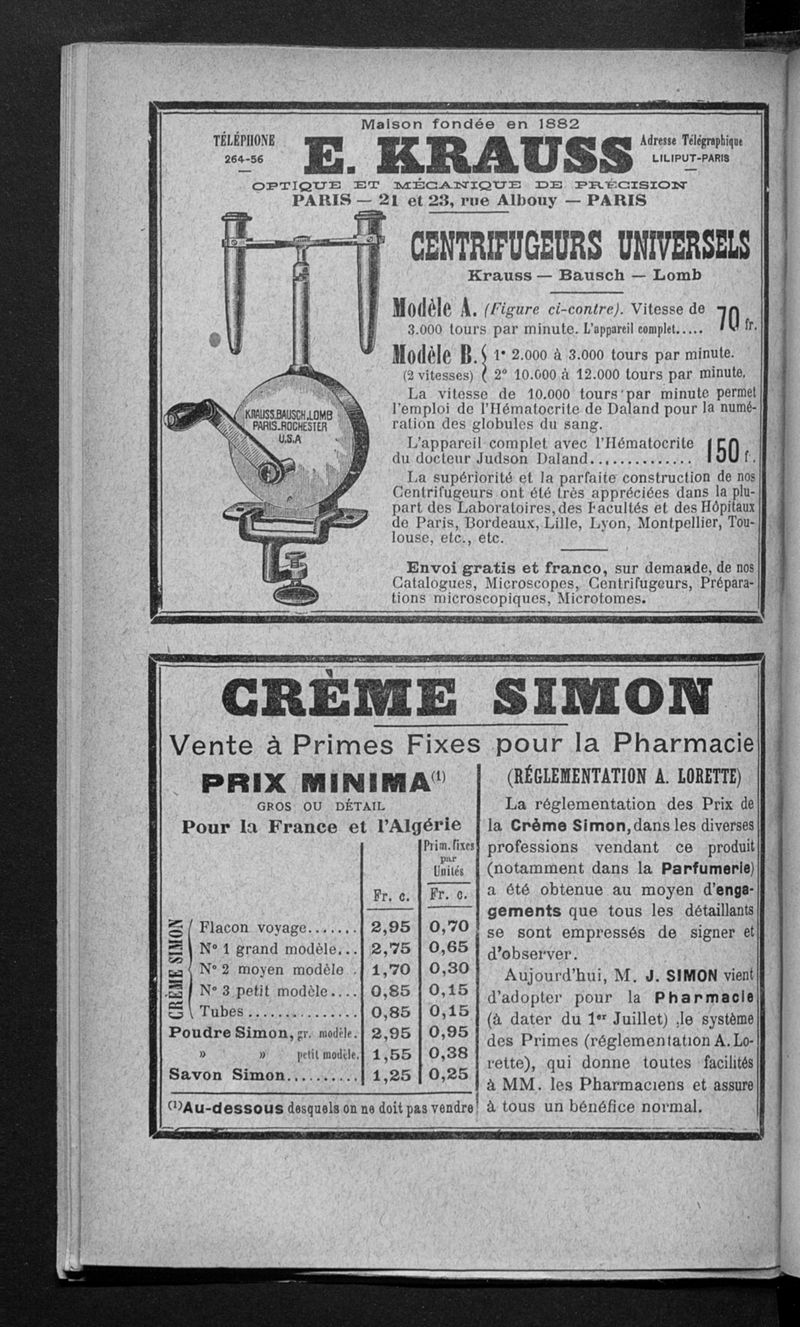 Maison fondée en 1882
TÉLÉPHONE
264-56
E. KRAUSS
Adresse Télégraphique
LILIPUT-PARIS
OPTIQUE ET MÉCANIQUE DE PRÉCISION
PARIS — 21 et 23, rue Albouy — PARIS
CENTRIFUGEURS UNIVERSELS
Krauss — Bausch — Lomb
Modèle A. (Figure ci-contre). Vitesse de
3.000 tours par minute. L'appareil complet..... 70 fr.
Modèle B. { 1° 2.000 à 3.000 tours par minute.
(2 vitesses) { 2° 10.000 à 12.000 tours par minute.
La vitesse de 10.000 tours par minute permet
l'emploi de l'Hématocrite de Daland pour la numé-
ration des globules du sang.
L'appareil complet avec l'Hématocrite
du docteur Judson Daland.............. 150 f.
La supériorité et la parfaite construction de nos
Centrifugeurs ont été très appréciées dans la plu-
part des Laboratoires, des Facultés et des Hôpitaux
de Paris, Bordeaux, Lille, Lyon, Montpellier, Tou-
louse, etc., etc.
Envoi gratis et franco, sur demande, de nos
Catalogues, Microscopes, Centrifugeurs, Prépara-
tions microscopiques, Microtomes.
KRAUSS.BAUSCH.LOMB
PARIS.ROCHESTER
U.S.A
CRÈME SIMON
Vente à Primes Fixes pour la Pharmacie
PRIX MINIMA(1)
GROS OU DÉTAIL
Pour la France et l'Algérie
Prim. fixes
par
Unités
Fr. c. Fr. c.
CRÈME SIMON
Flacon voyage....... 2,95 0,70
N° 1 grand modèle... 2,75 0,65
N° 2 moyen modèle . 1,70 0,30
N° 3 petit modèle.... 0,85 0,15
Tubes............... 0,85 0,15
Poudre Simon, gr. modèle. 2,95 0,95
» » petit modèle. 1,55 0,38
Savon Simon.......... 1,25 0,25
(1)Au-dessous desquels on ne doit pas vendre
(RÉGLEMENTATION A. LORETTE)
La réglementation des Prix de
la Crème Simon, dans les diverses
professions vendant ce produit
(notamment dans la Parfumerie)
a été obtenue au moyen d'enga-
gements que tous les détaillants
se sont empressés de signer et
d'observer.
Aujourd'hui, M. J. SIMON vient
d'adopter pour la Pharmacie
(à dater du 1er Juillet) le système
des Primes (réglementation A. Lo-
rette), qui donne toutes facilités
à MM. les Pharmaciens et assure
à tous un bénéfice normal.